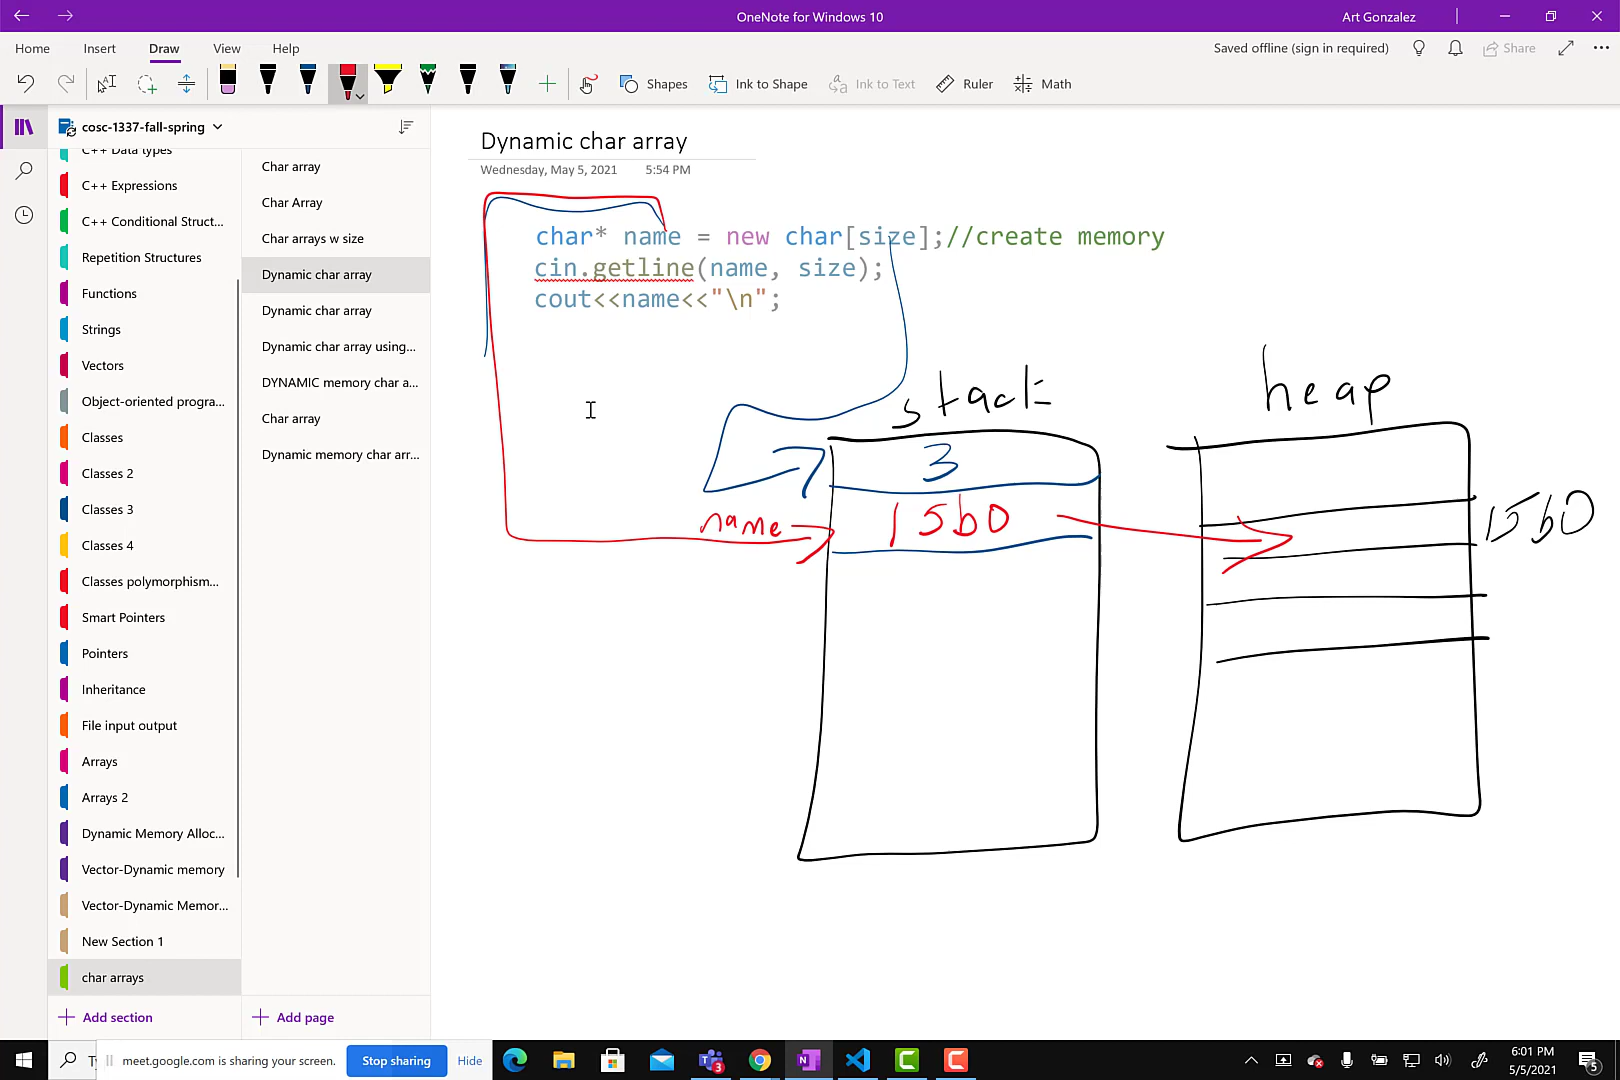 OneNote for Windows 10
Art Gonzalez
Home Insert Draw View Help
Saved offline (sign in required)
Share
Shapes
Ink to Shape
Ink to Text
Ruler
Math
cosc-1337-fall-spring
C++ Data types
C++ Expressions
C++ Conditional Struct...
Repetition Structures
Functions
Strings
Vectors
Object-oriented progra...
Classes
Classes 2
Classes 3
Classes 4
Classes polymorphism...
Smart Pointers
Pointers
Inheritance
File input output
Arrays
Arrays 2
Dynamic Memory Alloc...
Vector-Dynamic memory
Vector-Dynamic Memor...
New Section 1
char arrays
Add section
Char array
Char Array
Char arrays w size
Dynamic char array
Dynamic char array
Dynamic char array using...
DYNAMIC memory char a...
Char array
Dynamic memory char arr...
Add page
Dynamic char array
Wednesday, May 5, 2021 5:54 PM
char* name = new char[size];//create memory
cin.getline(name, size);
cout<<name<<"\n";
stack
heap
3
name
1560
1560
meet.google.com is sharing your screen.
Stop sharing
Hide
3
6:01 PM
5/5/2021
5